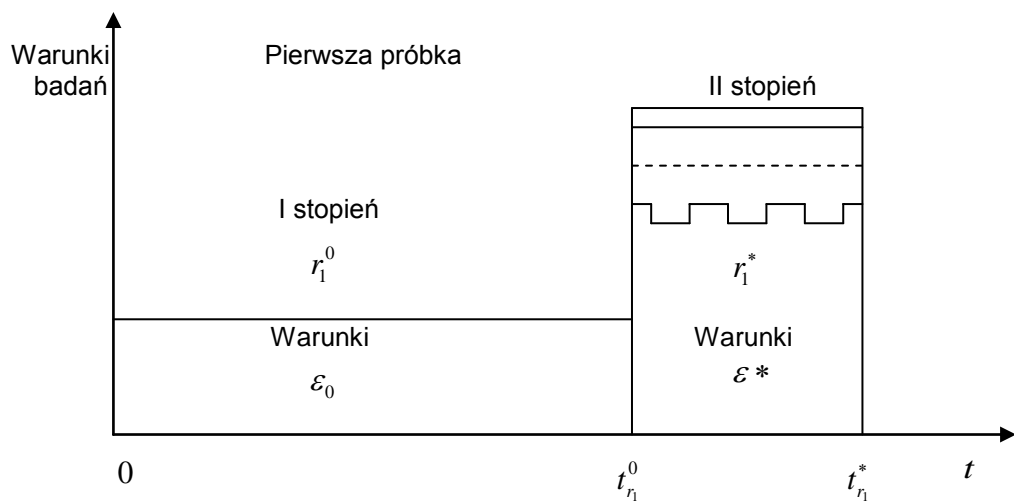 Warunki
badań
Pierwsza próbka
II stopień
I stopień
r₁⁰
r₁*
Warunki
Warunki
ε₀
ε*
0
t_{r₁}^0
t_{r₁}^*
t